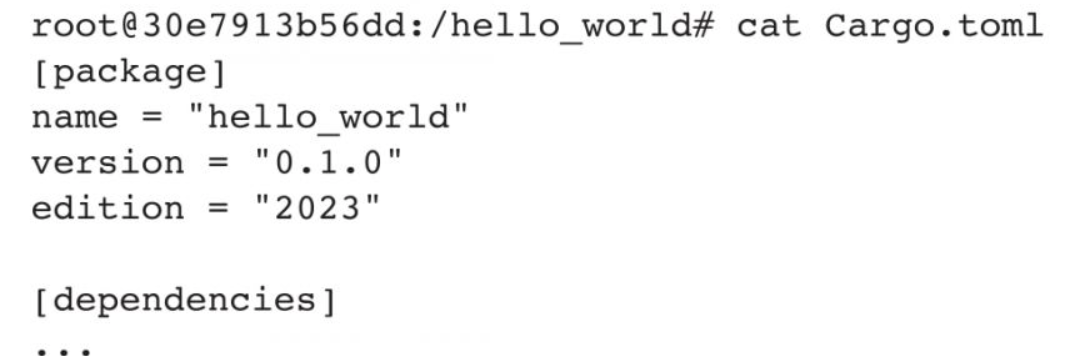 root@30e7913b56dd:/hello_world# cat Cargo.toml
[package]
name = "hello_world"
version = "0.1.0"
edition = "2023"
[dependencies]
...